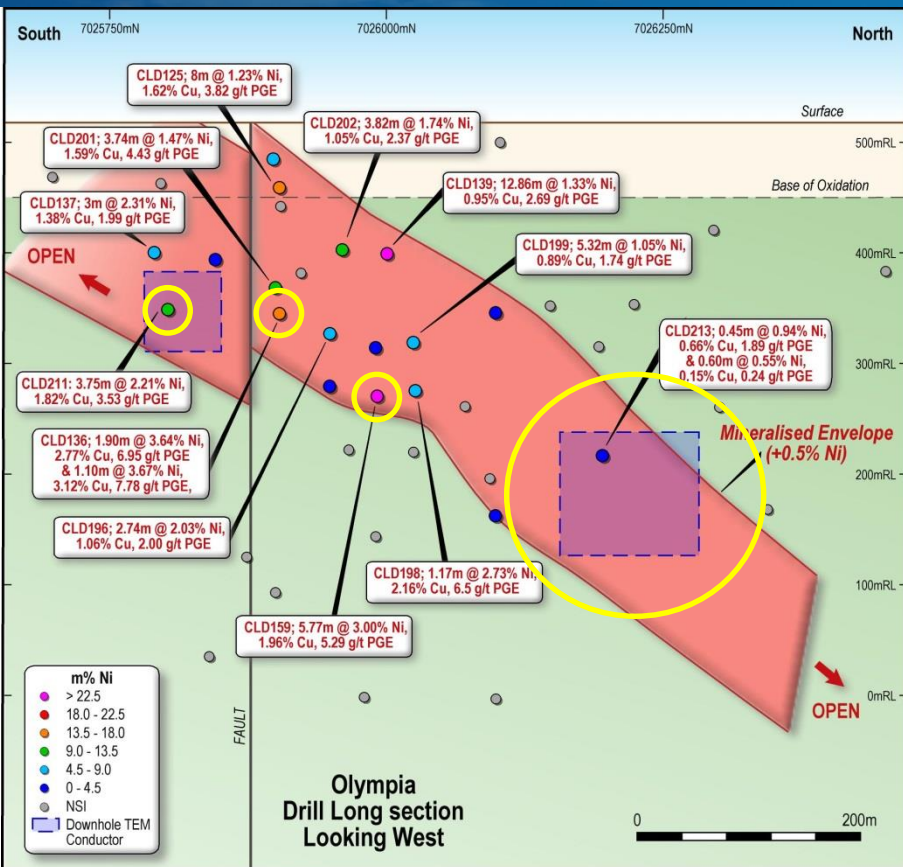 7025750mN
7026000mN
7026250mN
South
North
CLD125; 8m @ 1.23% Ni,
1.62% Cu, 3.82 g/t PGE
Surface
CLD202; 3.82m @ 1.74% Ni,
1.05% Cu, 2.37 g/t PGE
CLD201; 3.74m @ 1.47% Ni,
1.59% Cu, 4.43 g/t PGE
500mRL
CLD139; 12.86m @ 1.33% Ni,
0.95% Cu, 2.69 g/t PGE
Base of Oxidation
CLD137; 3m @ 2.31% Ni,
1.38% Cu, 1.99 g/t PGE
CLD199; 5.32m @ 1.05% Ni,
0.89% Cu, 1.74 g/t PGE
OPEN
400mRL
CLD213; 0.45m @ 0.94% Ni,
0.66% Cu, 1.89 g/t PGE
& 0.60m @ 0.55% Ni,
0.15% Cu, 0.24 g/t PGE
300mRL
CLD211: 3.75m @ 2.21% Ni,
1.82% Cu, 3.53 g/t PGE
Mineralised Envelope
(+0.5% Ni)
CLD136; 1.90m @ 3.64% Ni,
2.77% Cu, 6.95 g/t PGE
& 1.10m @ 3.67% Ni,
3.12% Cu, 7.78 g/t PGE,
200mRL
CLD196; 2.74m @ 2.03% Ni,
1.06% Cu, 2.00 g/t PGE
CLD198; 1.17m @ 2.73% Ni,
2.16% Cu, 6.5 g/t PGE
100mRL
CLD159; 5.77m @ 3.00% Ni,
1.96% Cu, 5.29 g/t PGE
0mRL
OPEN
m% Ni
> 22.5
18.0 - 22.5
13.5 - 18.0
9.0 - 13.5
4.5 - 9.0
0 - 4.5
NSI
Downhole TEM
Conductor
FAULT
Olympia
Drill Long section
Looking West
0
200m